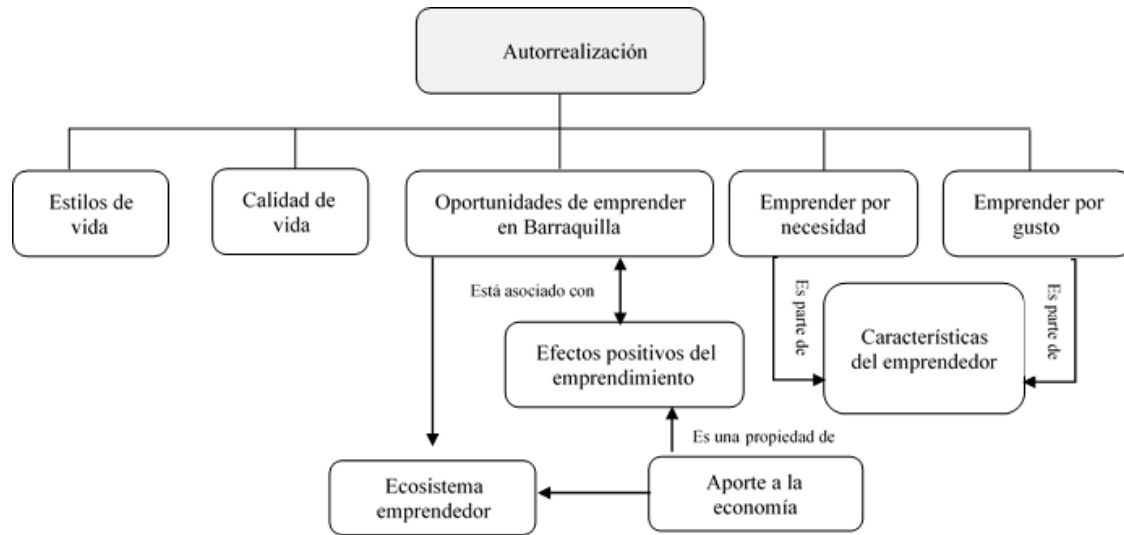 Autorrealización
Estilos de
vida
Calidad de
vida
Oportunidades de emprender
en Barraquilla
Emprender por
necesidad
Emprender por
gusto
Está asociado con
Es parte de
Es parte de
Efectos positivos del
emprendimiento
Características
del emprendedor
Es una propiedad de
Ecosistema
emprendedor
Aporte a la
economía